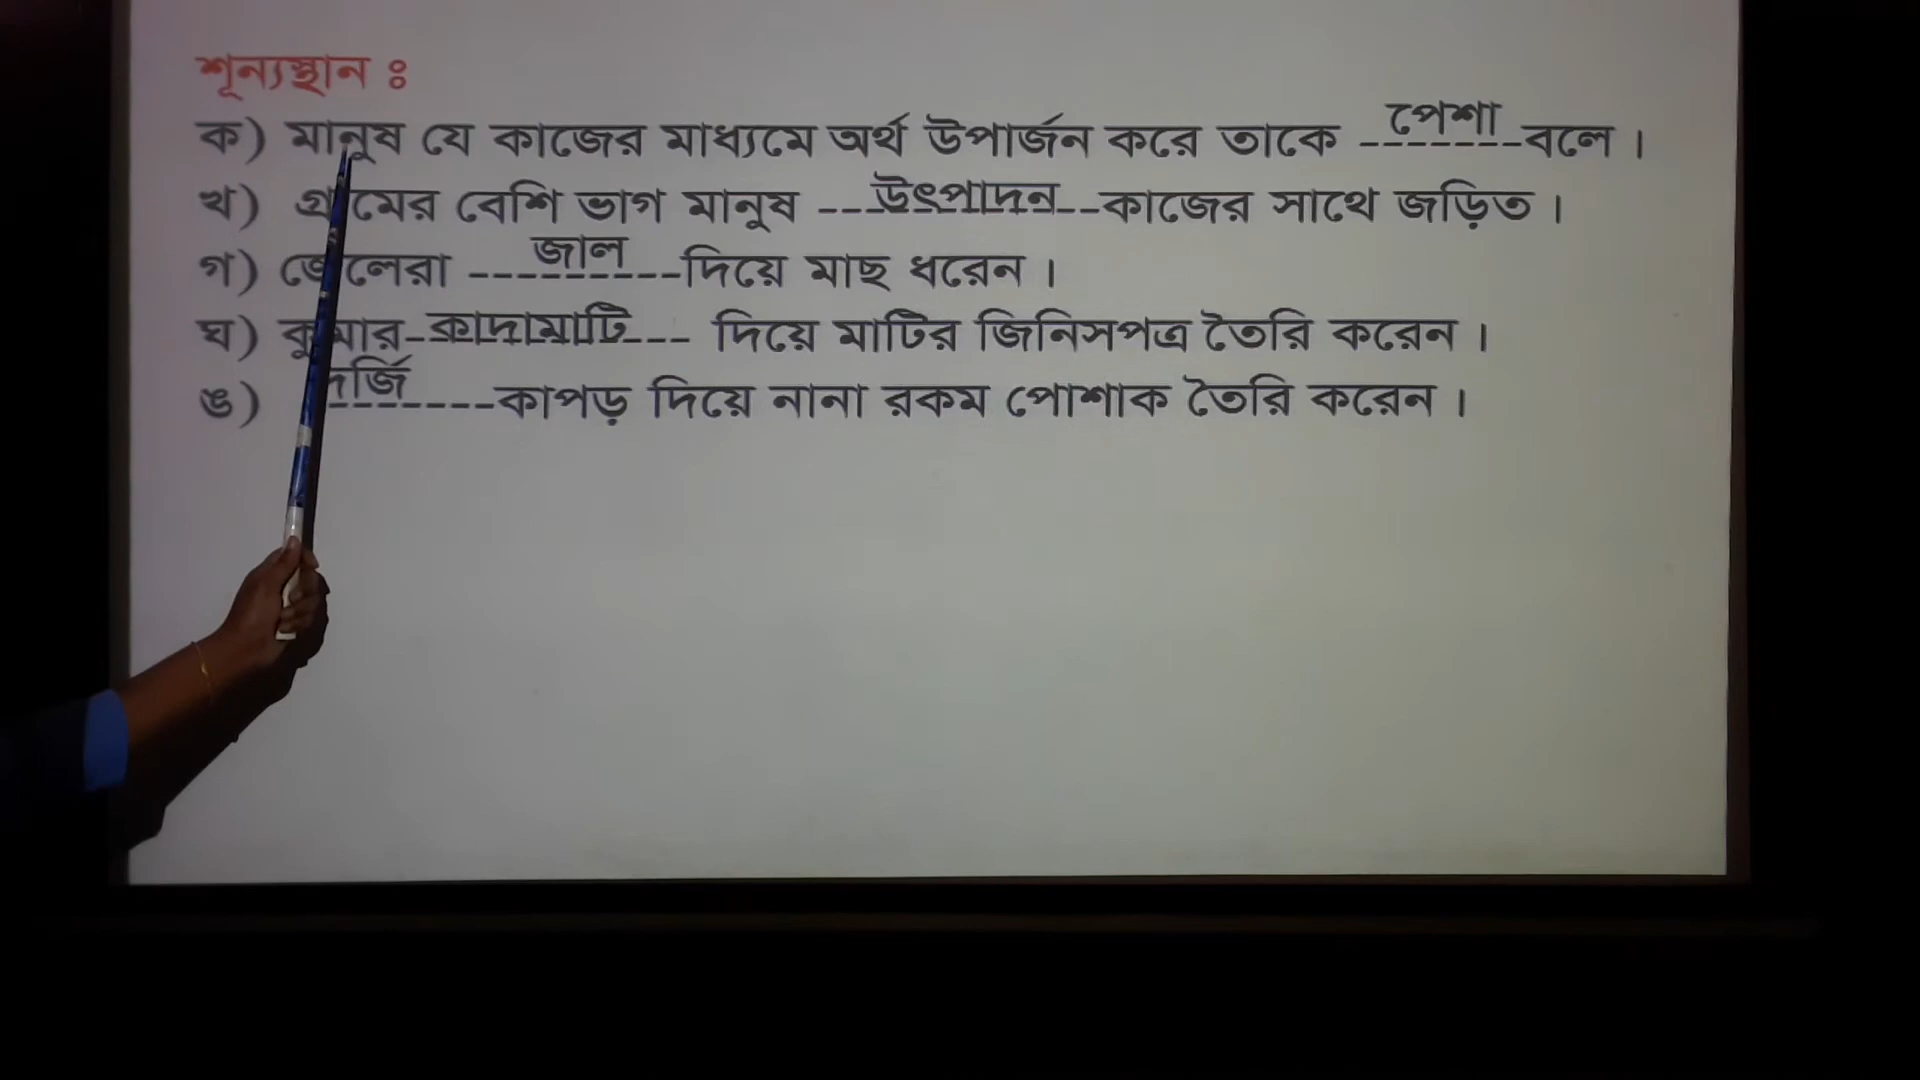 শূন্যস্থান ঃ
ক) মানুষ যে কাজের মাধ্যমে অর্থ উপার্জন করে তাকে -------পেশা বলে ।
খ) গ্রামের বেশি ভাগ মানুষ ---উৎপাদন--কাজের সাথে জড়িত ।
গ) জেলেরা ---জাল---দিয়ে মাছ ধরেন ।
ঘ) কুমার-কাদামাটি--- দিয়ে মাটির জিনিসপত্র তৈরি করেন ।
ঙ) দর্জি--------কাপড় দিয়ে নানা রকম পোশাক তৈরি করেন ।